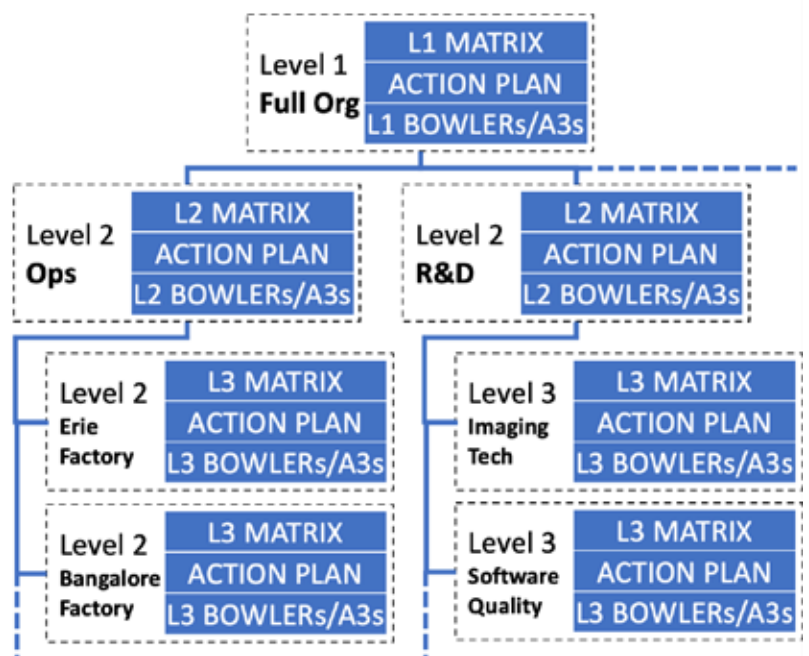 Level 1
Full Org
L1 MATRIX
ACTION PLAN
L1 BOWLERs/A3s
Level 2
Ops
L2 MATRIX
ACTION PLAN
L2 BOWLERs/A3s
Level 2
R&D
L2 MATRIX
ACTION PLAN
L2 BOWLERs/A3s
Level 2
Erie
Factory
L3 MATRIX
ACTION PLAN
L3 BOWLERs/A3s
Level 3
Imaging
Tech
L3 MATRIX
ACTION PLAN
L3 BOWLERs/A3s
Level 2
Bangalore
Factory
L3 MATRIX
ACTION PLAN
L3 BOWLERs/A3s
Level 3
Software
Quality
L3 MATRIX
ACTION PLAN
L3 BOWLERs/A3s